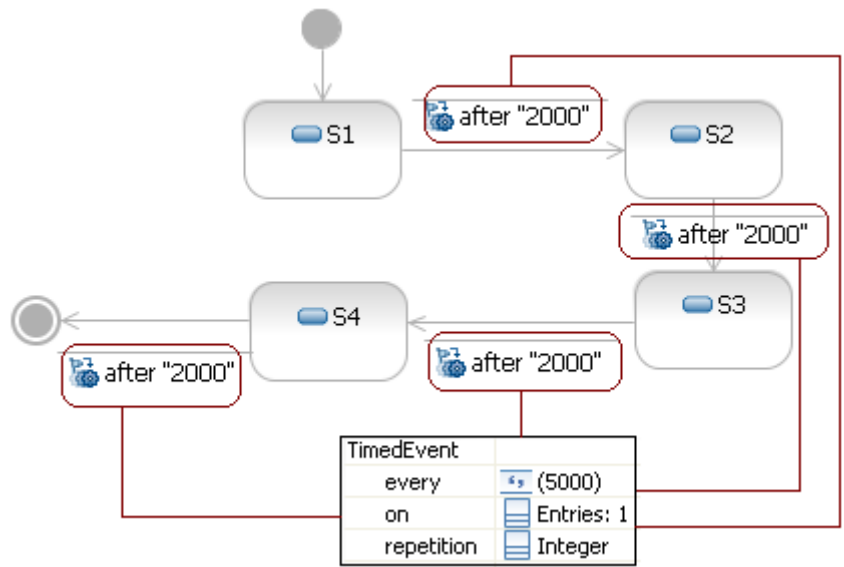 after "2000"
S1
S2
after "2000"
S3
S4
after "2000"
after "2000"
TimedEvent
every (5000)
on Entries: 1
repetition Integer